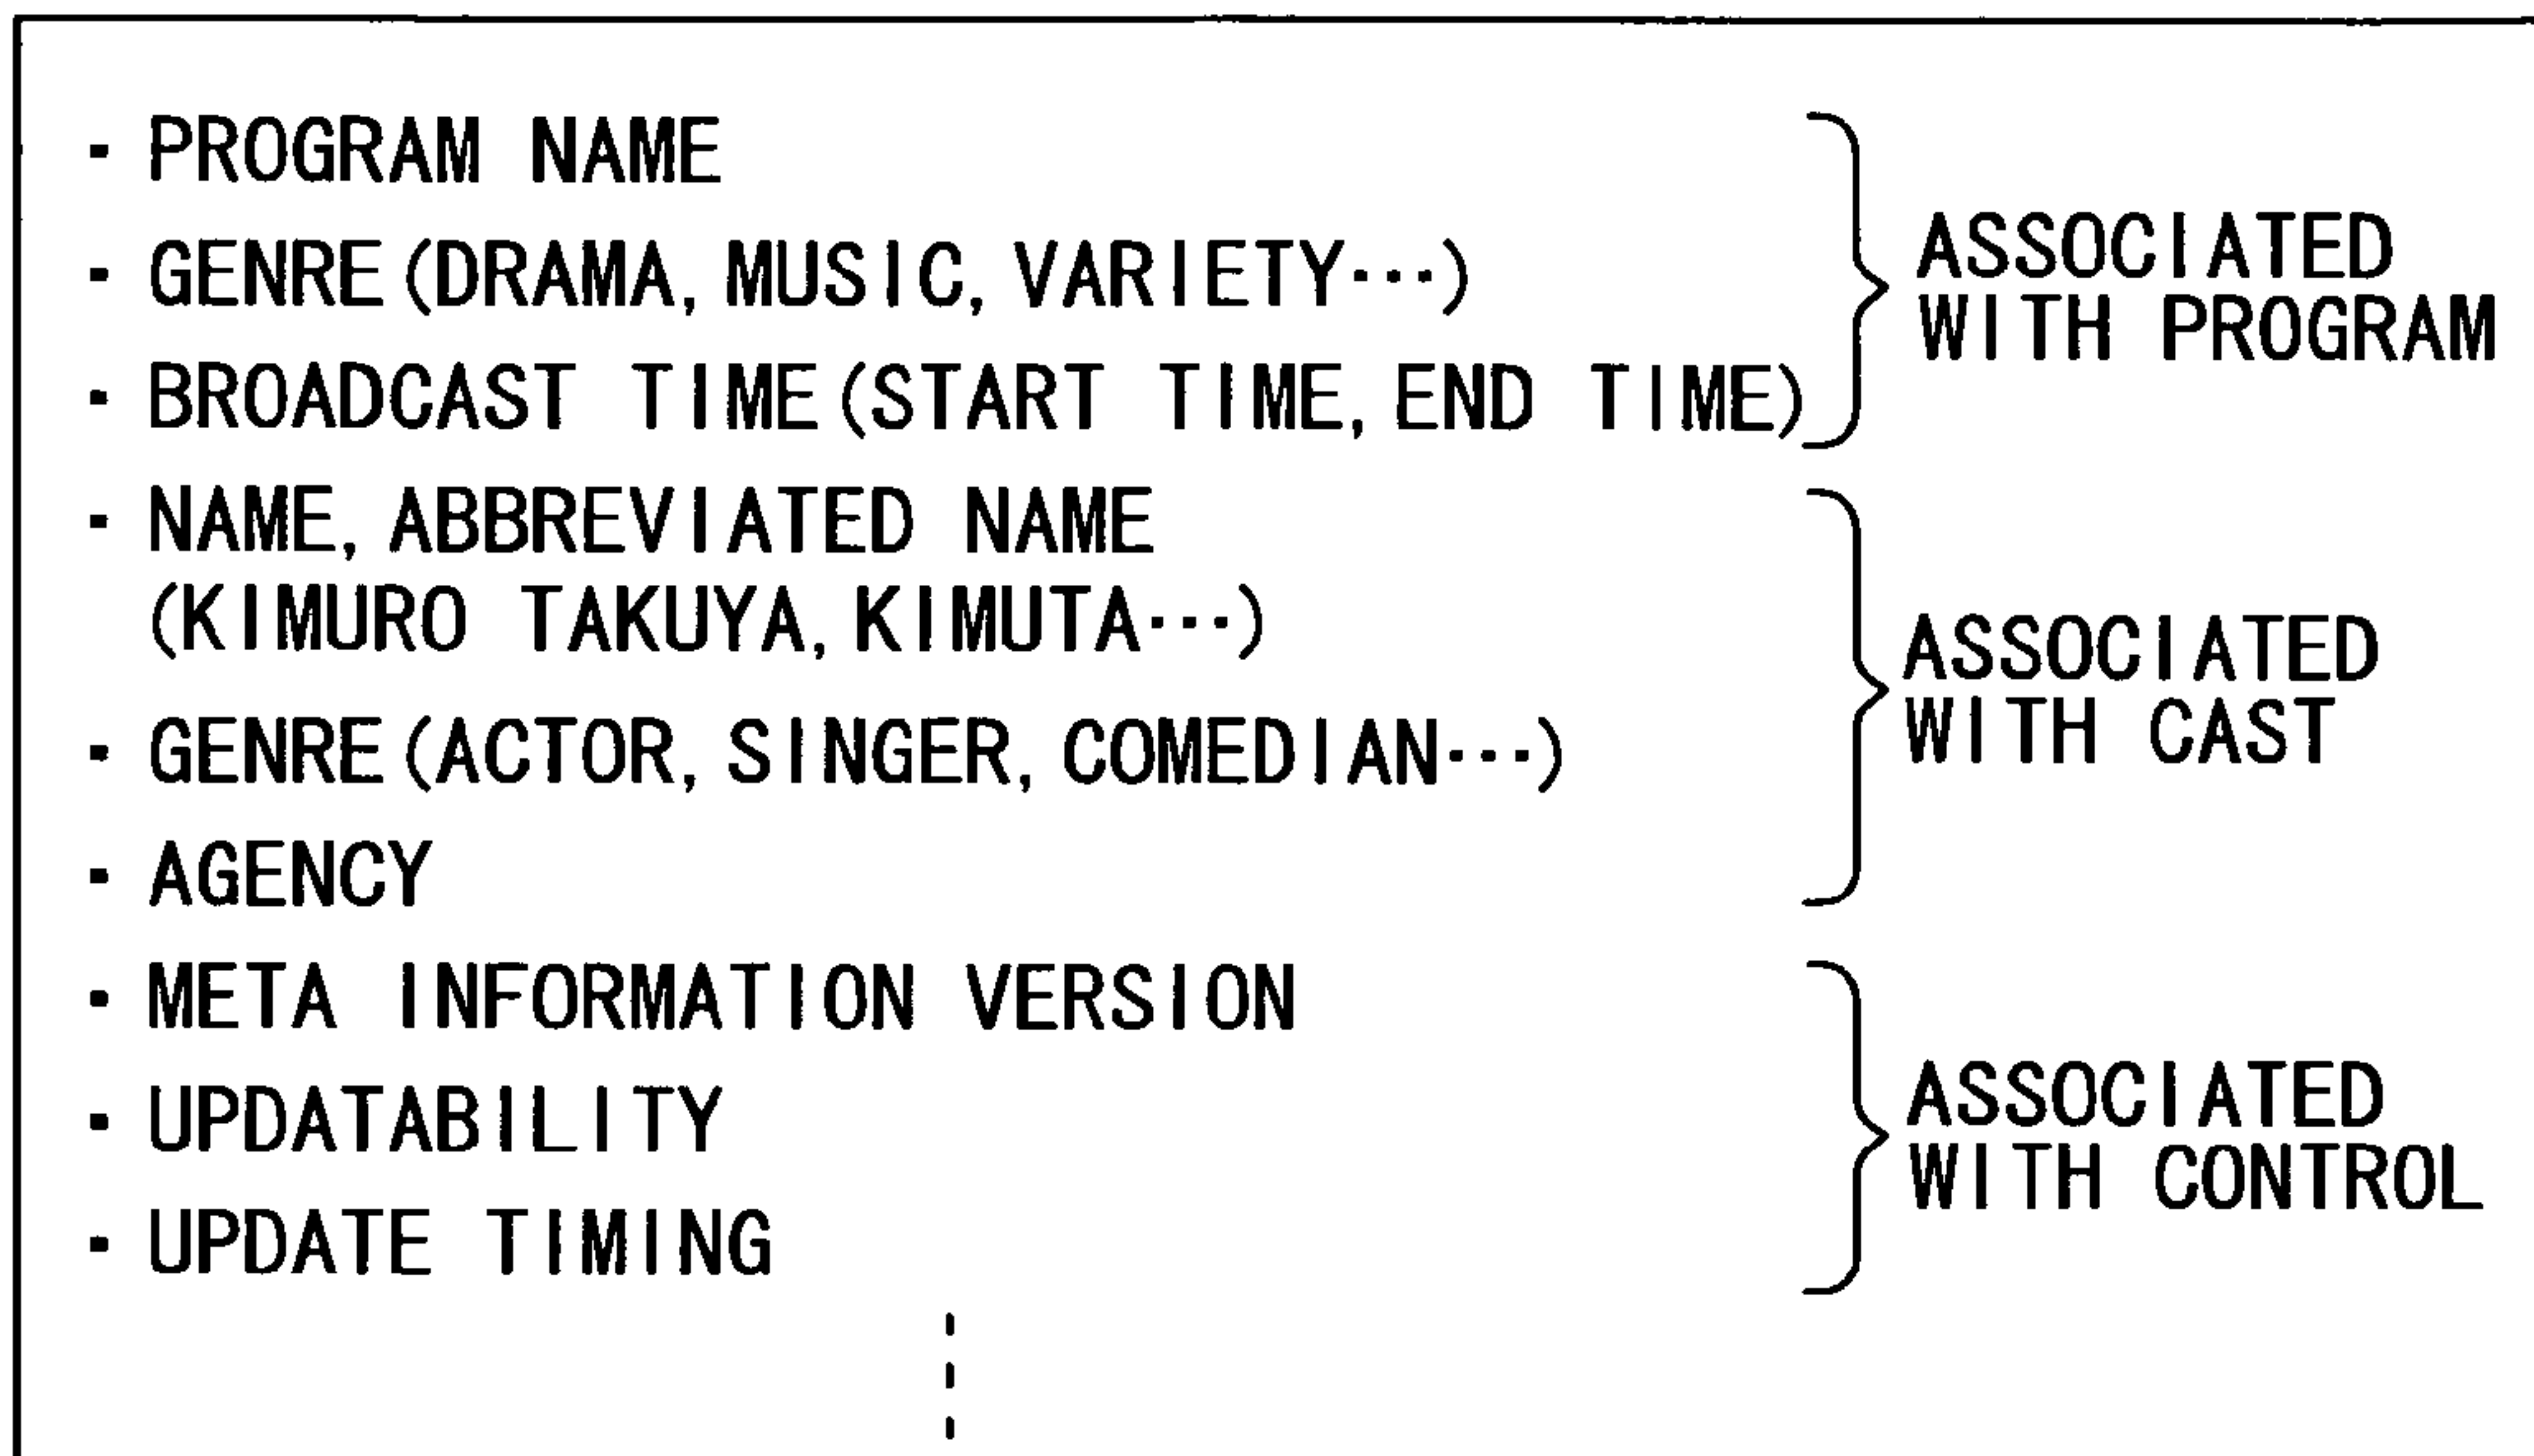 - PROGRAM NAME
- GENRE(DRAMA, MUSIC, VARIETY···)
- BROADCAST TIME(START TIME, END TIME)
ASSOCIATED
WITH PROGRAM
- NAME, ABBREVIATED NAME
(KIMURO TAKUYA, KIMUTA···)
- GENRE(ACTOR, SINGER, COMEDIAN···)
- AGENCY
ASSOCIATED
WITH CAST
- META INFORMATION VERSION
- UPDATABILITY
- UPDATE TIMING
ASSOCIATED
WITH CONTROL